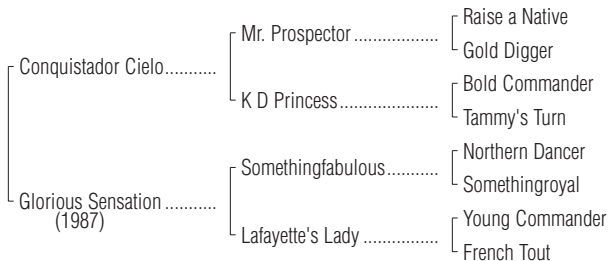 Raise a Native
Mr. Prospector ..................
Gold Digger
Conquistador Cielo...........
Bold Commander
K D Princess.....................
Tammy's Turn
Northern Dancer
Somethingfabulous...........
Somethingroyal
Glorious Sensation ...........
(1987)
Young Commander
Lafayette's Lady ................
French Tout